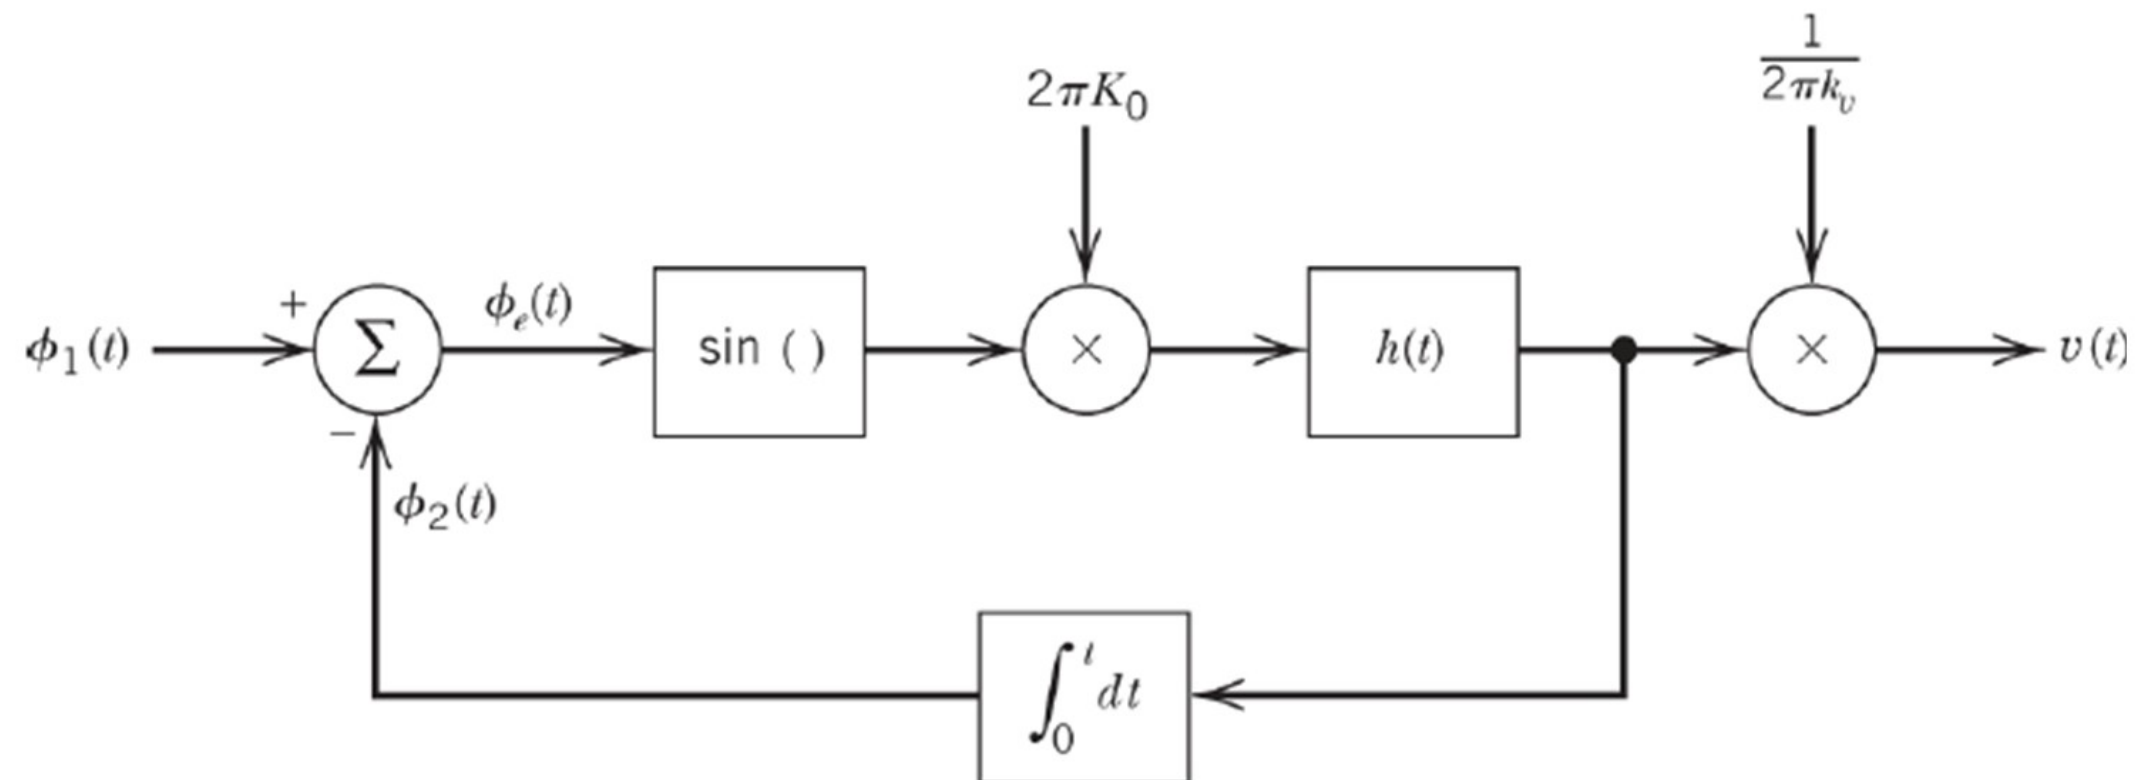 1
2πK₀
2πkᵥ
+
ϕₑ(t)
ϕ₁(t)
Σ
sin ( )
×
h(t)
×
v(t)
−
ϕ₂(t)
∫₀ᵗ dt